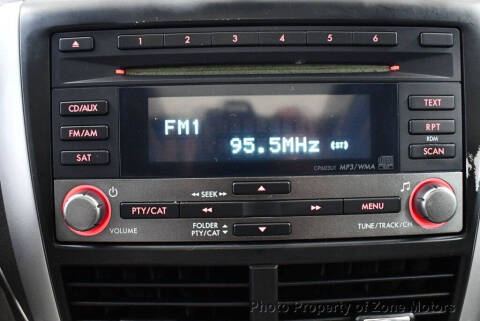 1 2 3 4 5 6
CD/AUX
TEXT
FM1
FM/AM
RPT
95.5MHz (ST)
RDM
SAT
MP3/WMA
SCAN
SEEK
PTY/CAT
MENU
VOLUME
FOLDER
PTY/CAT
TUNE/TRACK/CH
Photo Property of Zone Motors